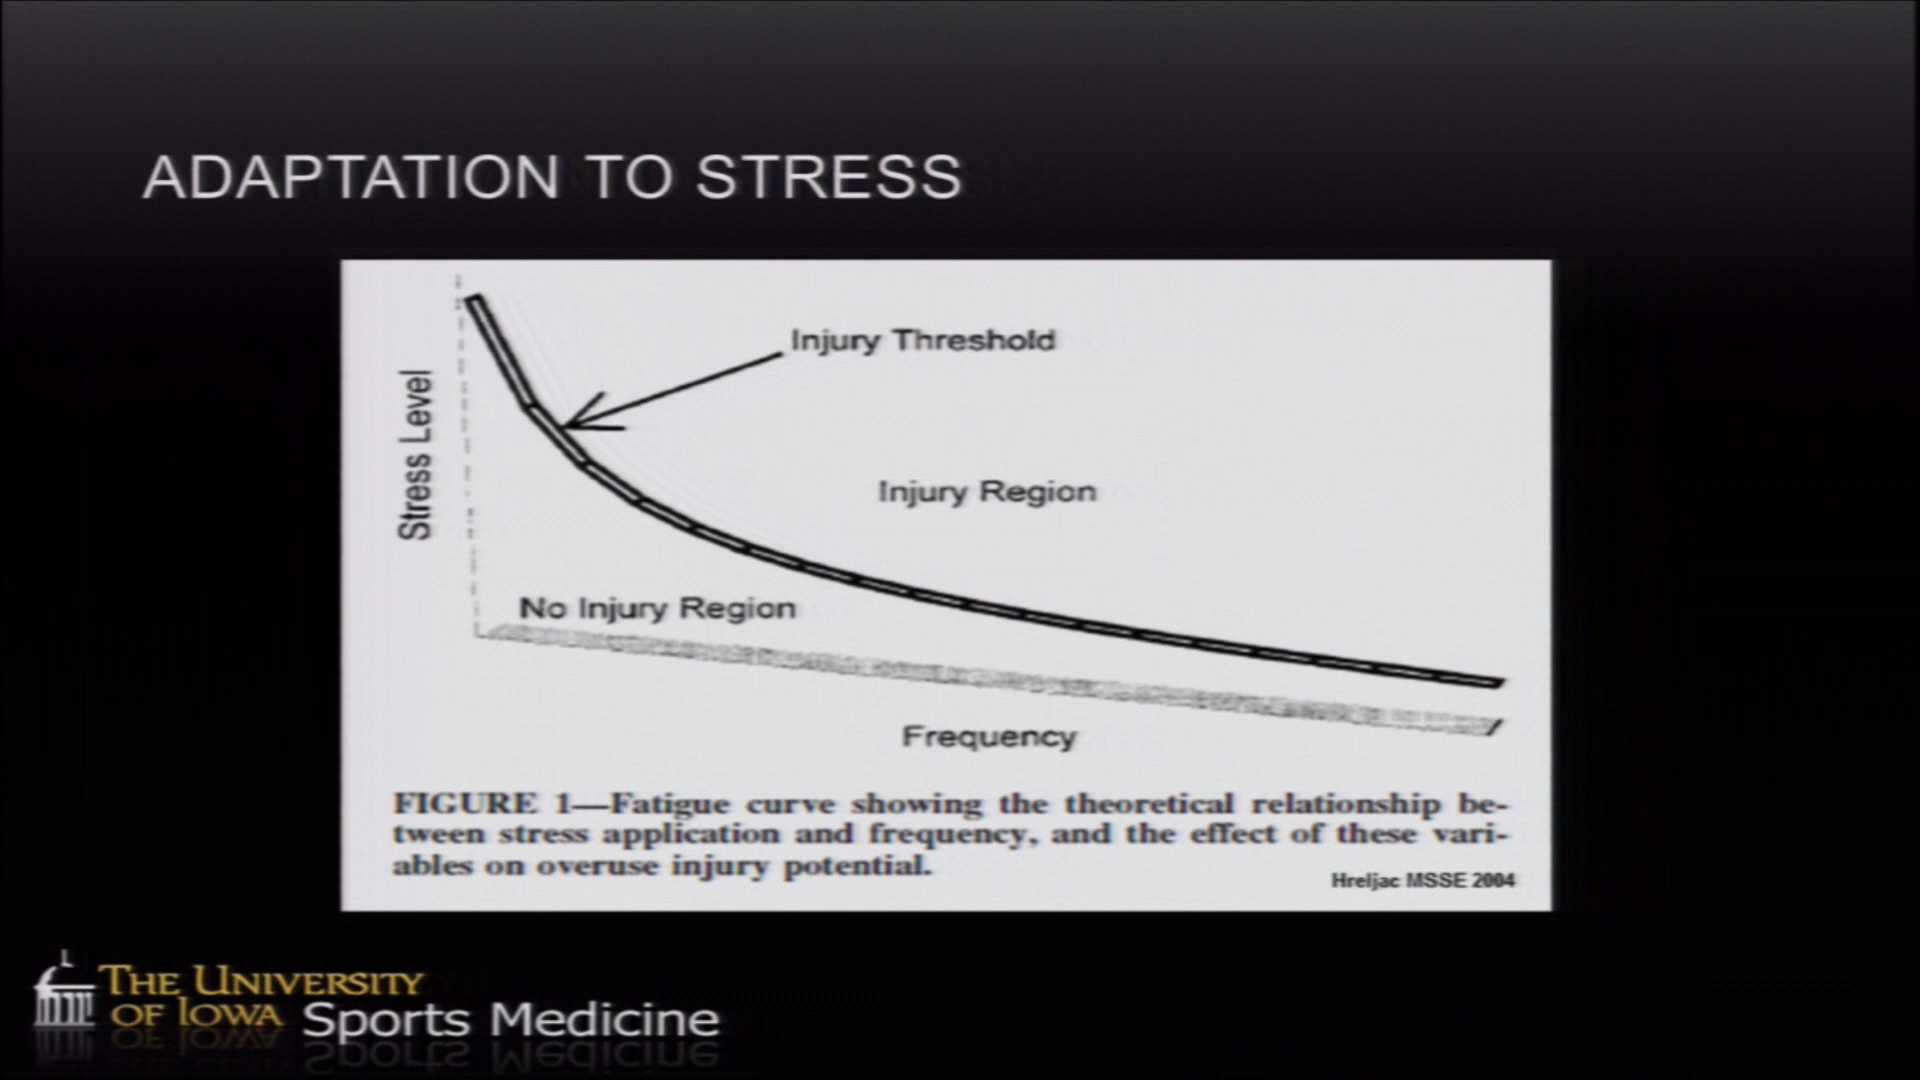 ADAPTATION TO STRESS
Injury Threshold
Stress Level
Injury Region
No Injury Region
Frequency
FIGURE 1—Fatigue curve showing the theoretical relationship be-
tween stress application and frequency, and the effect of these vari-
ables on overuse injury potential.
Hreljac MSSE 2004
THE UNIVERSITY
OF IOWA Sports Medicine